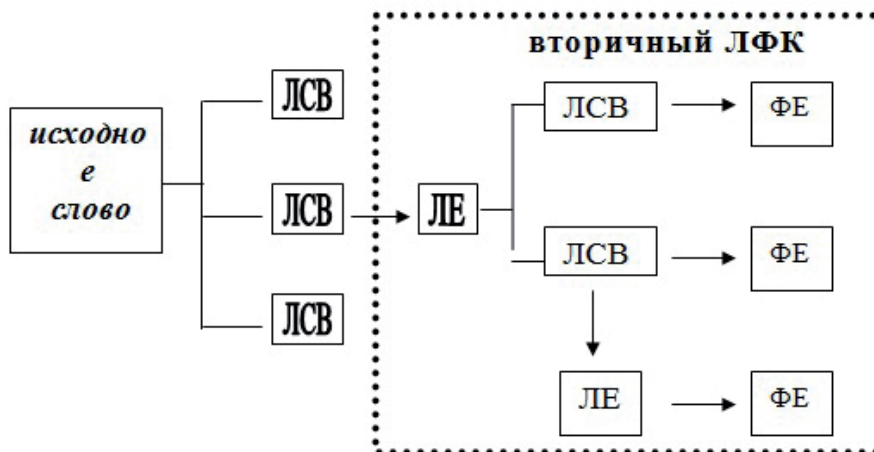 вторичный ЛФК
ЛСВ
ЛСВ
ФЕ
исходно
е
слово
ЛСВ
ЛЕ
ЛСВ
ФЕ
ЛСВ
ЛЕ
ФЕ